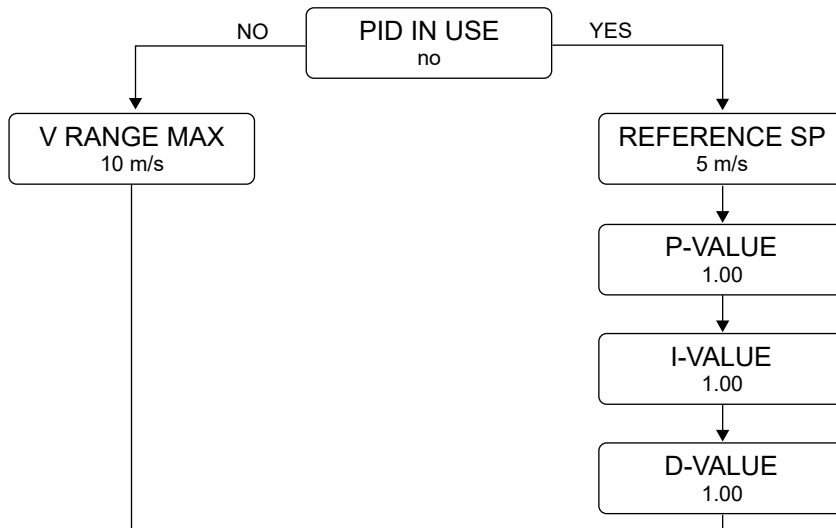 PID IN USE
no
NO
YES
V RANGE MAX
10 m/s
REFERENCE SP
5 m/s
P-VALUE
1.00
I-VALUE
1.00
D-VALUE
1.00